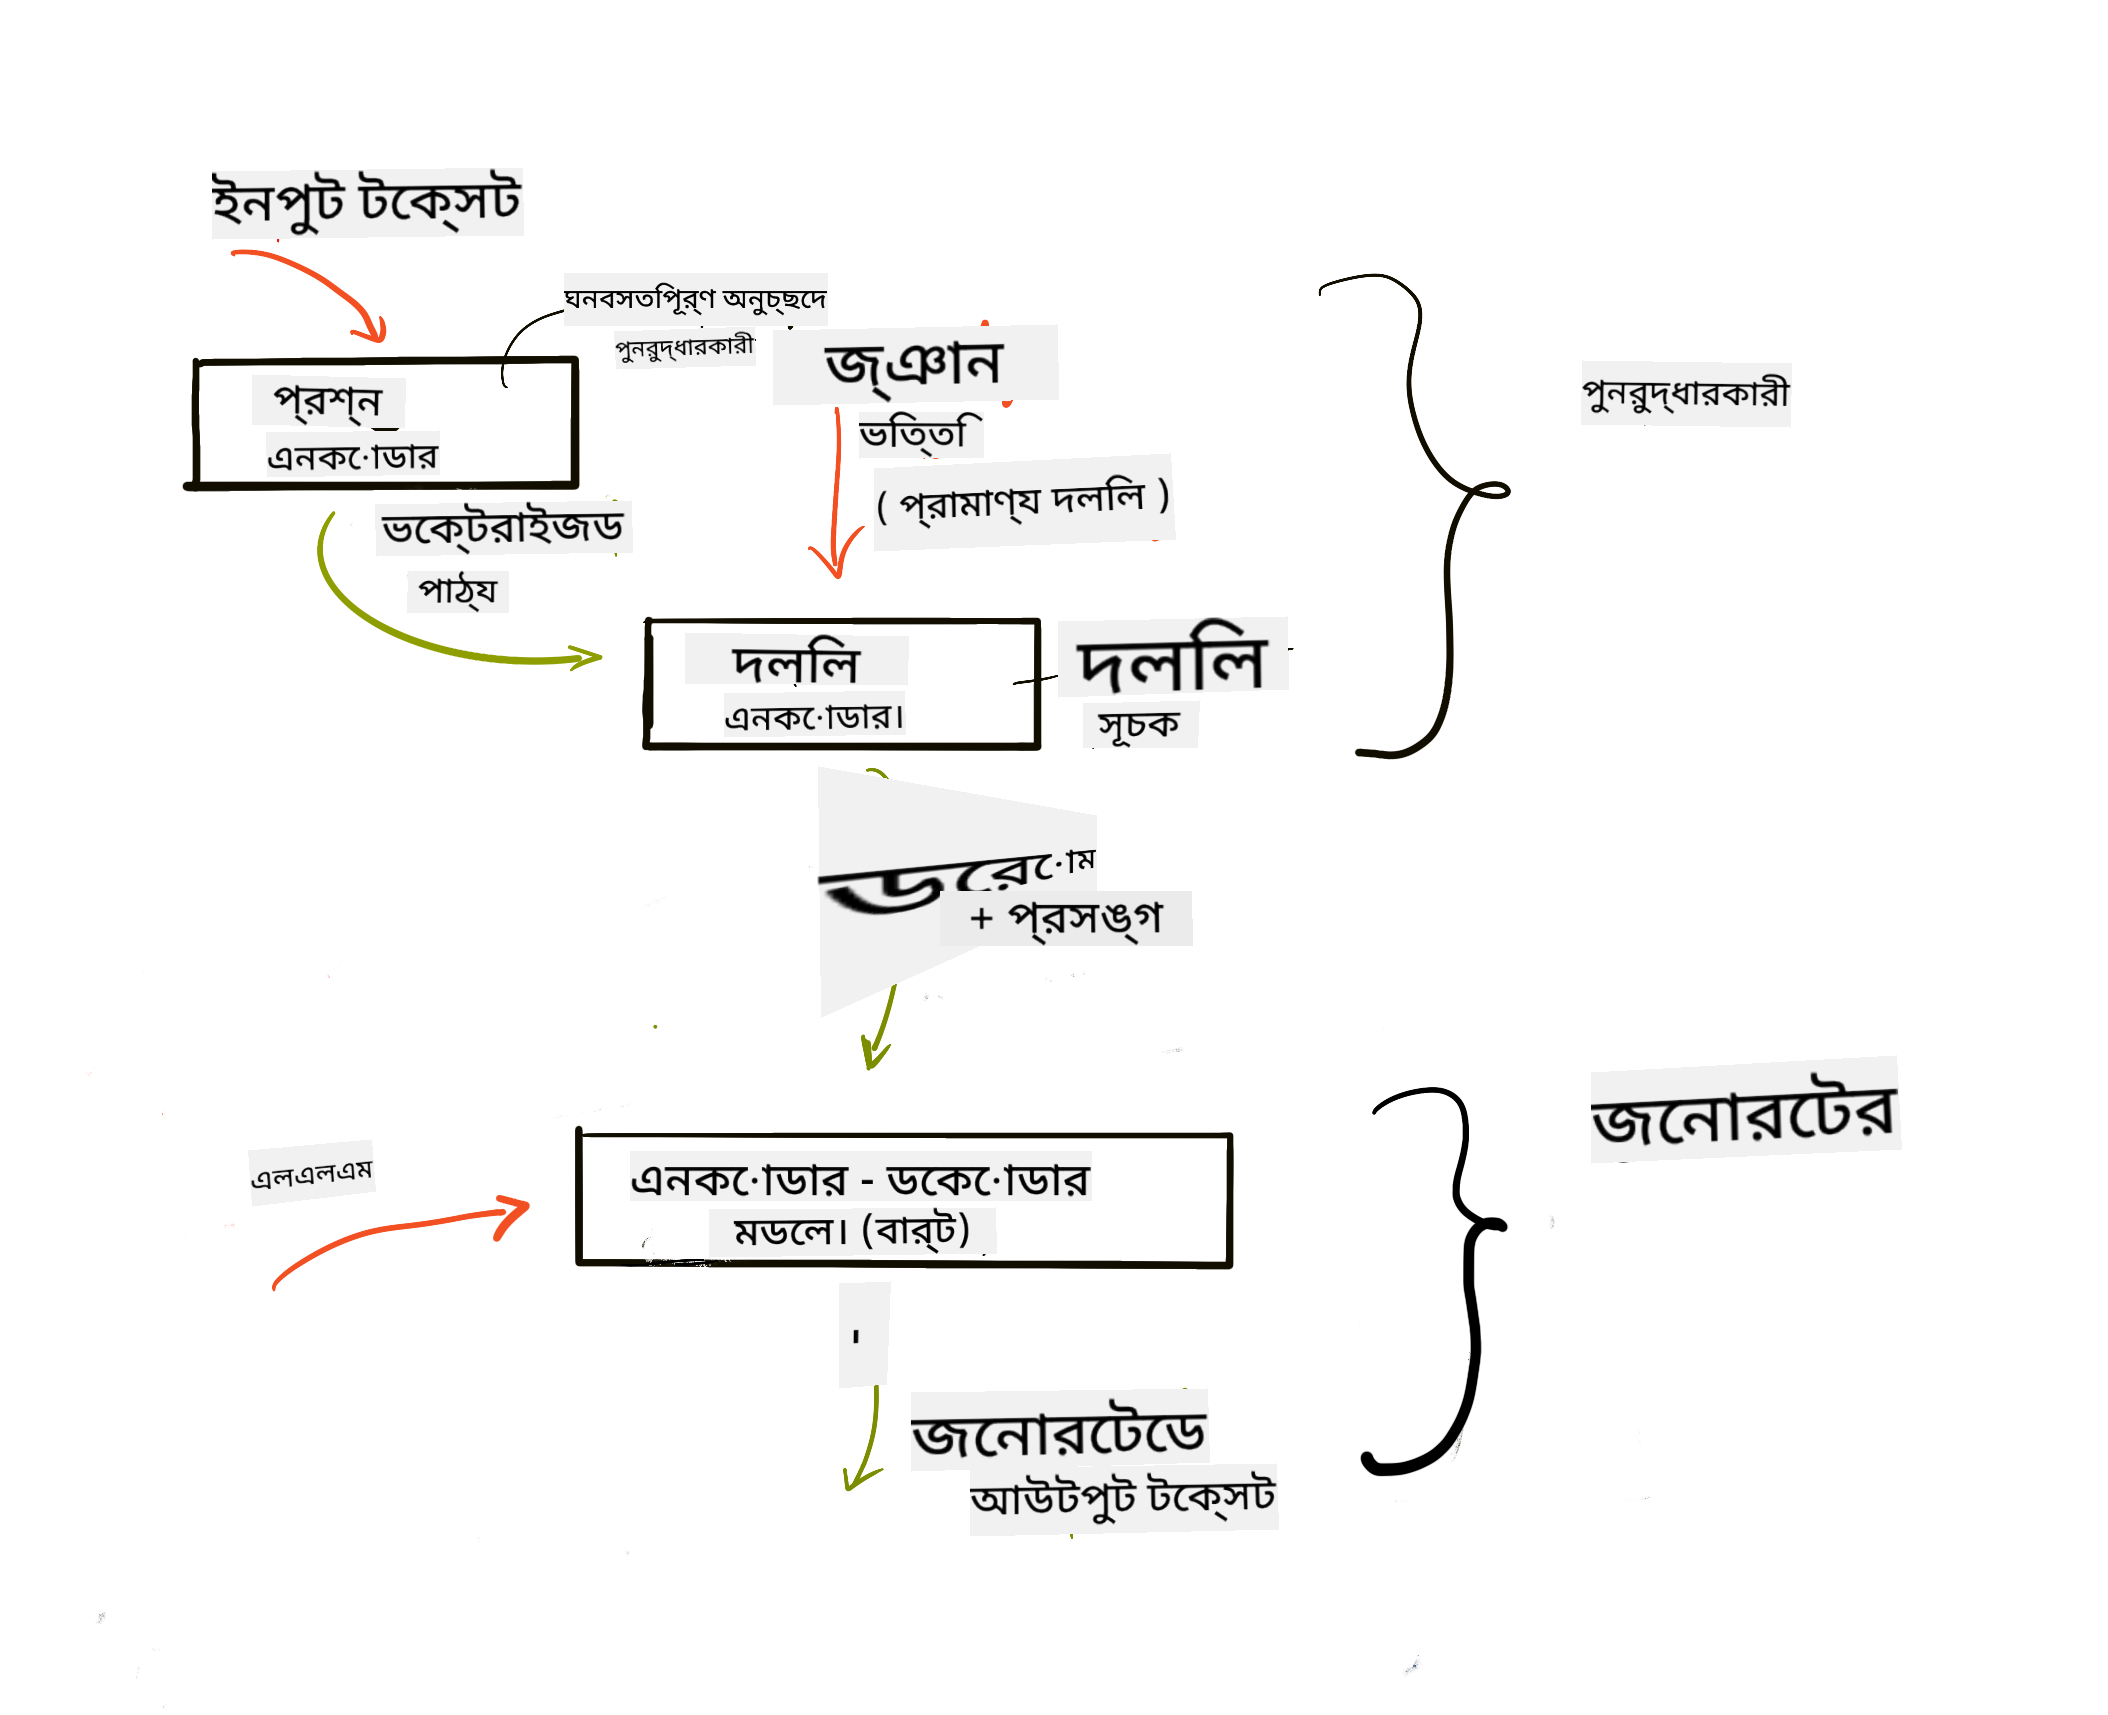 ইনপুট টেক্সট
ঘনবসতিপূর্ণ অনুচ্ছেদ
পুনরুদ্ধারকারী
জ্ঞান
ভিত্তি
( প্রামাণ্য দলিল )
প্রশ্ন
এনকোডার
ভেক্টরাইজড
পাঠ্য
দলিল
এনকোডার।
দলিল
সূচক
পুনরুদ্ধারকারী
+ প্রসঙ্গ
এলএলএম
এনকোডার - ডিকোডার
মডেল। (বার্ট)
জেনারেটর
জেনারেটেড
আউটপুট টেক্সট